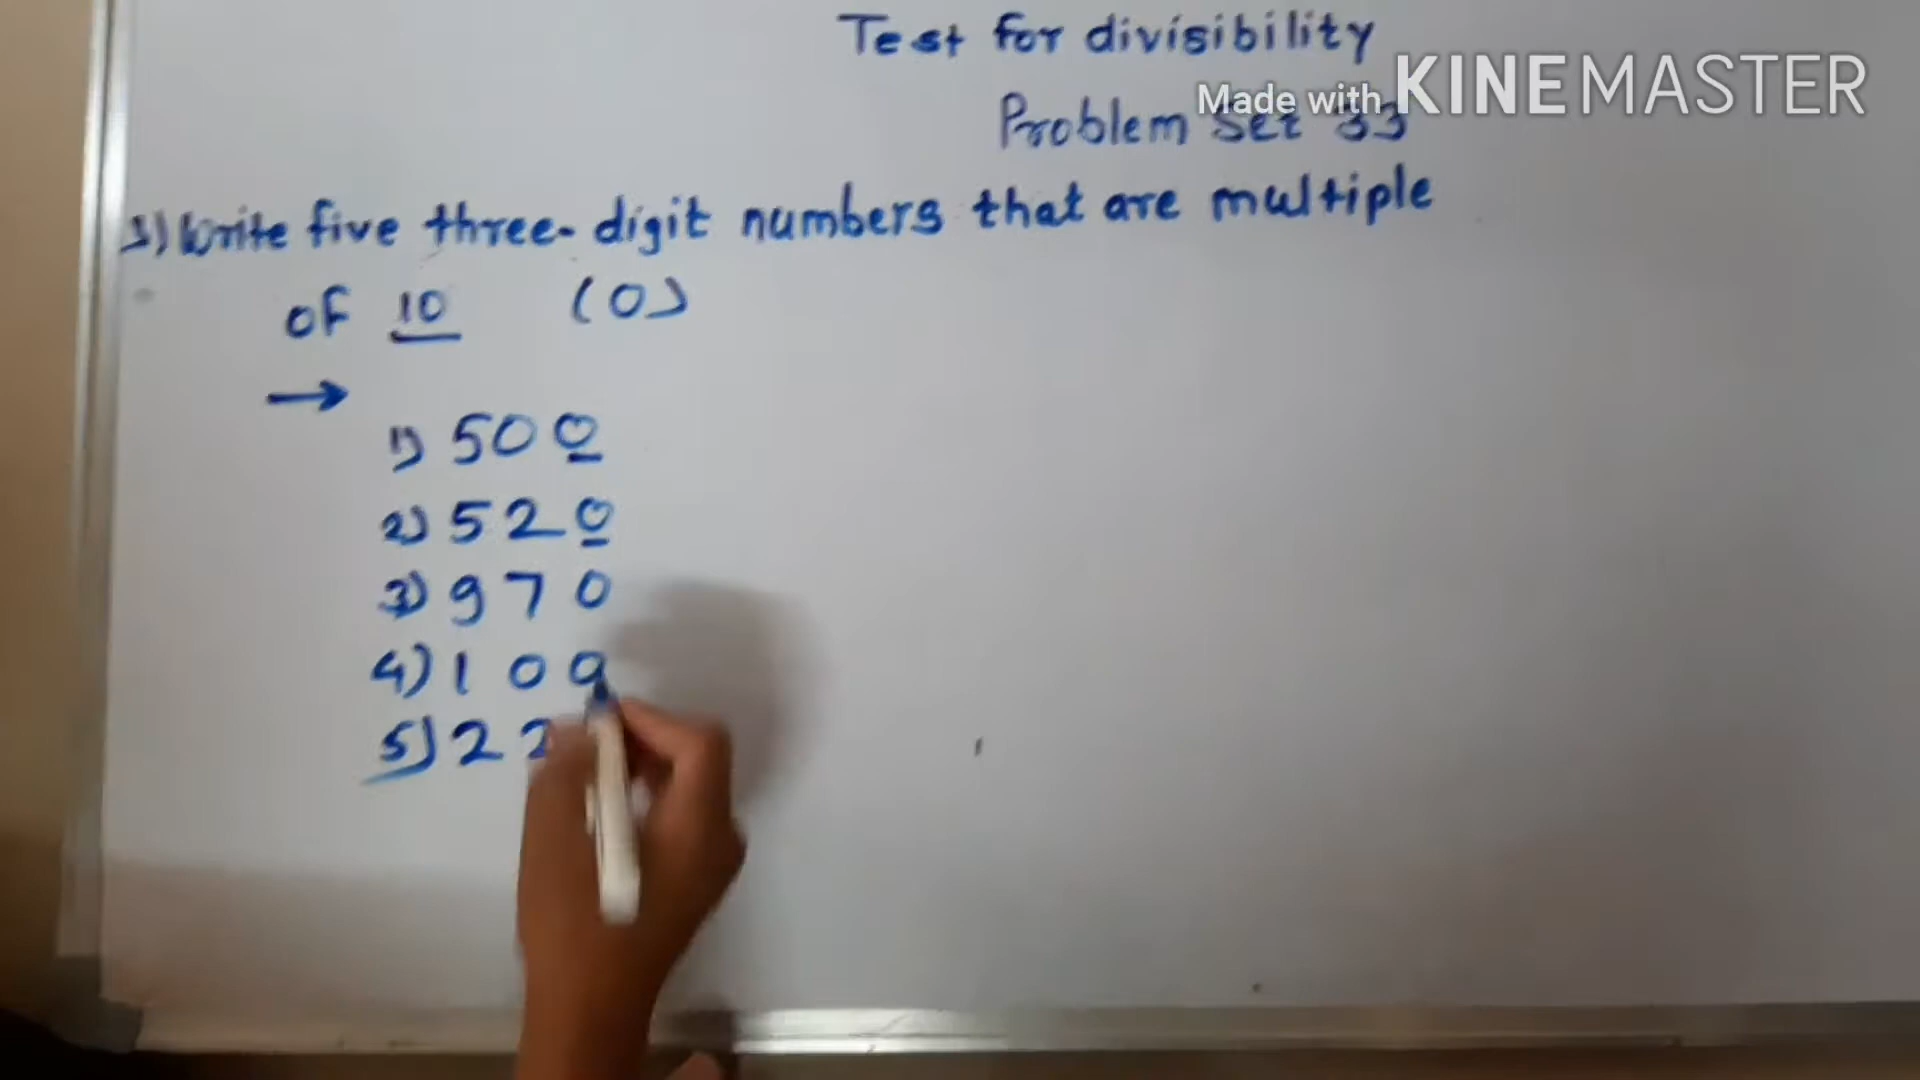 Test for divisibility
Made with KINEMASTER
Problem Set 33
1) Write five three-digit numbers that are multiple
of 10 (0)
→
1) 500
2) 520
3) 970
4) 100
5) 22